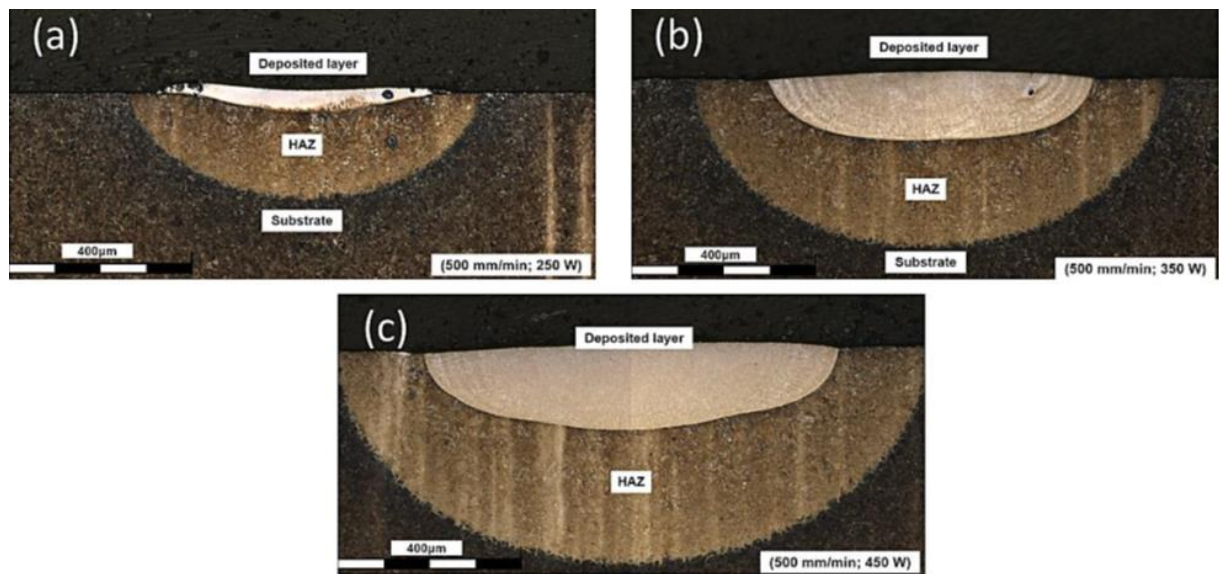 (a)
Deposited layer
HAZ
Substrate
400µm
(500 mm/min; 250 W)
(b)
Deposited layer
HAZ
400µm
Substrate
(500 mm/min; 350 W)
(c)
Deposited layer
HAZ
400µm
(500 mm/min; 450 W)